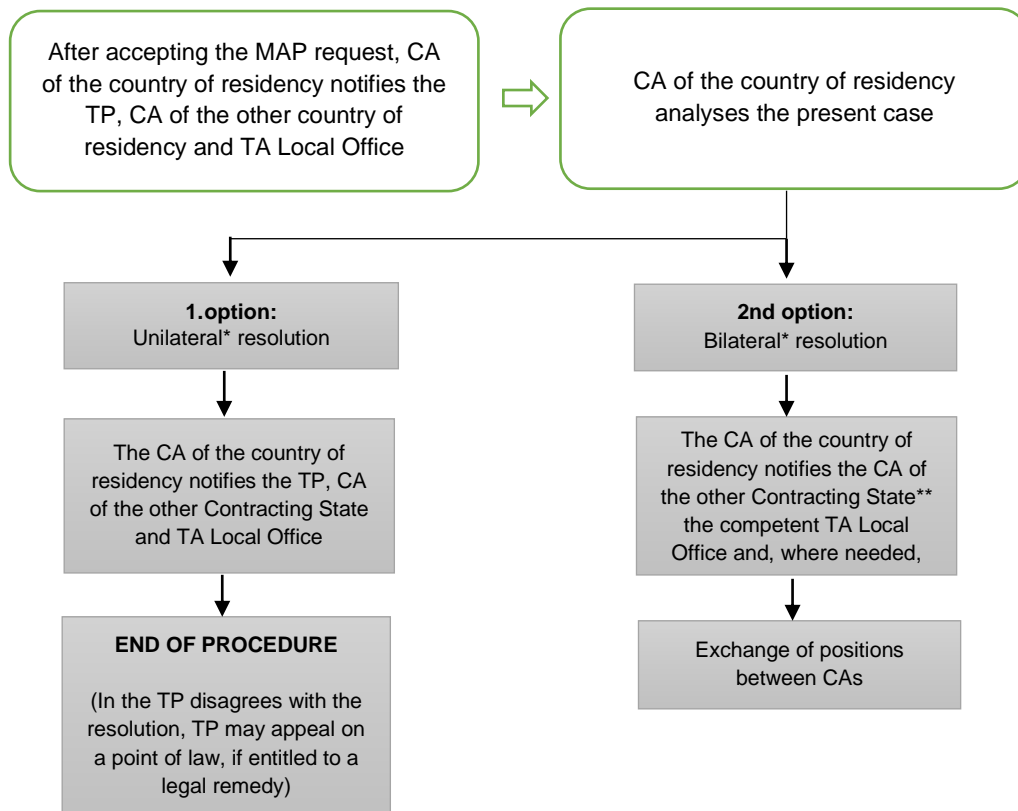 After accepting the MAP request, CA
of the country of residency notifies the
TP, CA of the other country of
residency and TA Local Office
CA of the country of residency
analyses the present case
1.option:
Unilateral* resolution
2nd option:
Bilateral* resolution
The CA of the country of
residency notifies the TP, CA
of the other Contracting State
and TA Local Office
The CA of the country of
residency notifies the CA of
the other Contracting State**
the competent TA Local
Office and, where needed,
END OF PROCEDURE
(In the TP disagrees with the
resolution, TP may appeal on
a point of law, if entitled to a
legal remedy)
Exchange of positions
between CAs